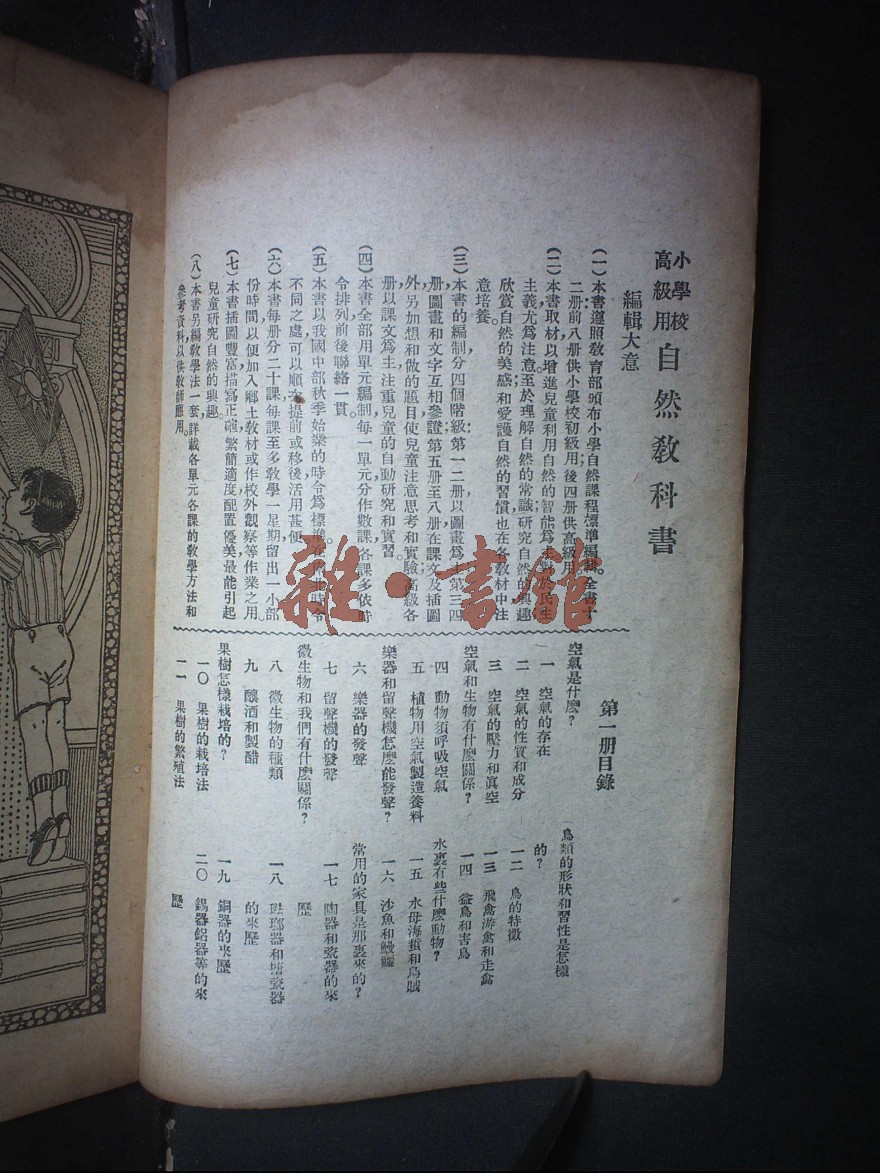 小學校
高級用
自然教科書
編輯大意
(一)本書遵照教育部頒布小學自然課程標準編輯。全書十
二册前八册供小學校初級用後四册供高級用。
(二)本書取材以增進兒童利用自然的智能爲主對於民生
主義尤爲注意至於理解自然的常識研究自然的興趣
欣賞自然的美感和愛護自然的習慣也在各教材中注
意培養。
(三)本書的編制分四個階級第一二册以圖畫爲主第三四
册圖畫和文字互相參證第五册至八册在課文及插圖
外另加想和做的題目使兒童注意思考和實驗高級各
册以課文爲主注重兒童的自動研究和實習。
(四)本書全部用單元編制每一單元分作數課各課多依時
令排列前後聯絡一貫。
(五)本書以我國中部秋季始業的時令爲標準。在時令
不同之處可以順次提前或移後活用甚便
(六)本書每册分二十課每課至多教學一星期留出一小部
份時間以便加入鄉土教材或作校外觀察等作業之用。
(七)本書插圖豐富描寫正確繁簡適度配置優美最能引起
兒童研究自然的興趣。
(八)本書另編教學法一套詳載各單元各課的教學方法和
參考資料以供教師應用。
第一册目錄
空氣是什麼?
一 空氣的存在
二 空氣的性質和成分
三 空氣的壓力和眞空
空氣和生物有什麼關係?
四 動物須呼吸空氣
五 植物用空氣製造養料
樂器和留聲機怎麼能發聲?
六 樂器的發聲
七 留聲機的發聲
微生物和我們有什麼關係?
八 微生物的種類
九 釀酒和製醋
果樹怎樣栽培的?
一〇 果樹的栽培法
一一 果樹的繁殖法
鳥類的形狀和習性是怎樣
的?
一二 鳥的特徵
一三 飛禽游禽和走禽
一四 益鳥和害鳥
水裏有些什麼動物?
一五 水母海蜇和烏賊
一六 沙魚和鰻鱺
常用的家具是那裏來的?
一七 陶器和瓷器的來
歷
一八 琺瑯器和搪瓷器
的來歷
一九 銅器的來歷
二〇 錫器鋁器等的來
歷
雜·書館